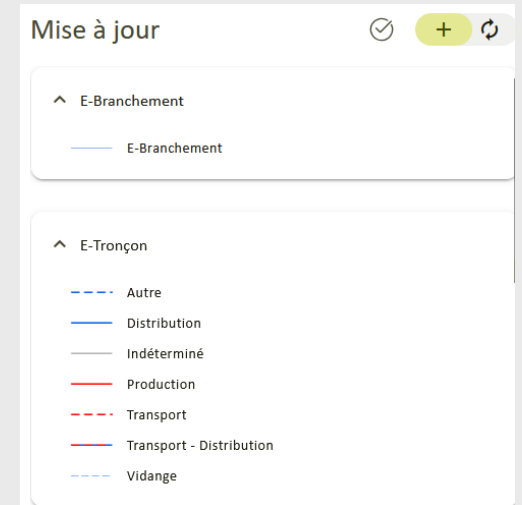 Mise à jour
E-Branchement
E-Branchement
E-Tronçon
Autre
Distribution
Indéterminé
Production
Transport
Transport - Distribution
Vidange